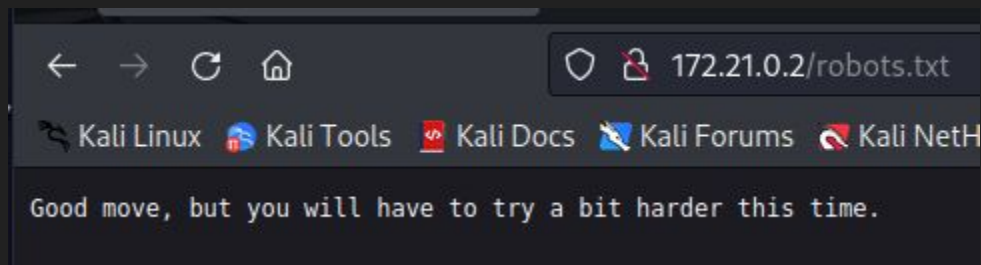 172.21.0.2/robots.txt
Kali Linux Kali Tools Kali Docs Kali Forums Kali NetH
Good move, but you will have to try a bit harder this time.